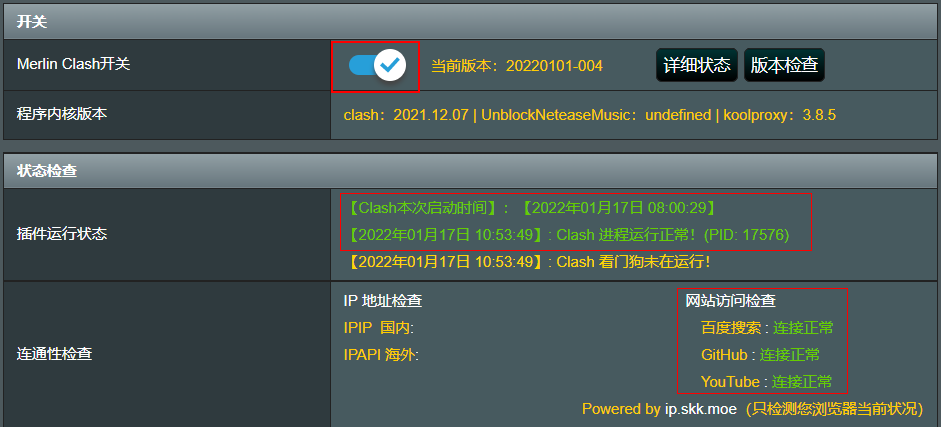 开关
Merlin Clash开关
当前版本：20220101-004
详细状态
版本检查
程序内核版本
clash：2021.12.07 | UnblockNeteaseMusic：undefined | koolproxy：3.8.5
状态检查
插件运行状态
【Clash本次启动时间】：【2022年01月17日 08:00:29】
【2022年01月17日 10:53:49】: Clash 进程运行正常！(PID: 17576)
【2022年01月17日 10:53:49】: Clash 看门狗未在运行！
连通性检查
IP 地址检查
IPIP 国内:
IPAPI 海外:
网站访问检查
百度搜索 : 连接正常
GitHub : 连接正常
YouTube : 连接正常
Powered by ip.skk.moe（只检测您浏览器当前状况）